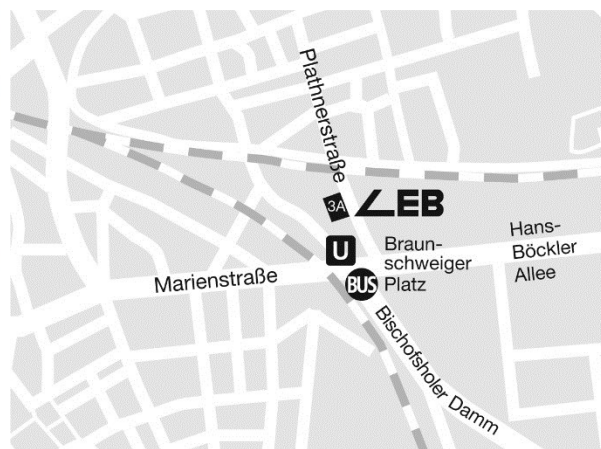 Plathnerstraße
3A
LEB
U
Braun-
schweiger
Platz
Hans-
Böckler
Allee
Marienstraße
BUS
Bischofsholer Damm